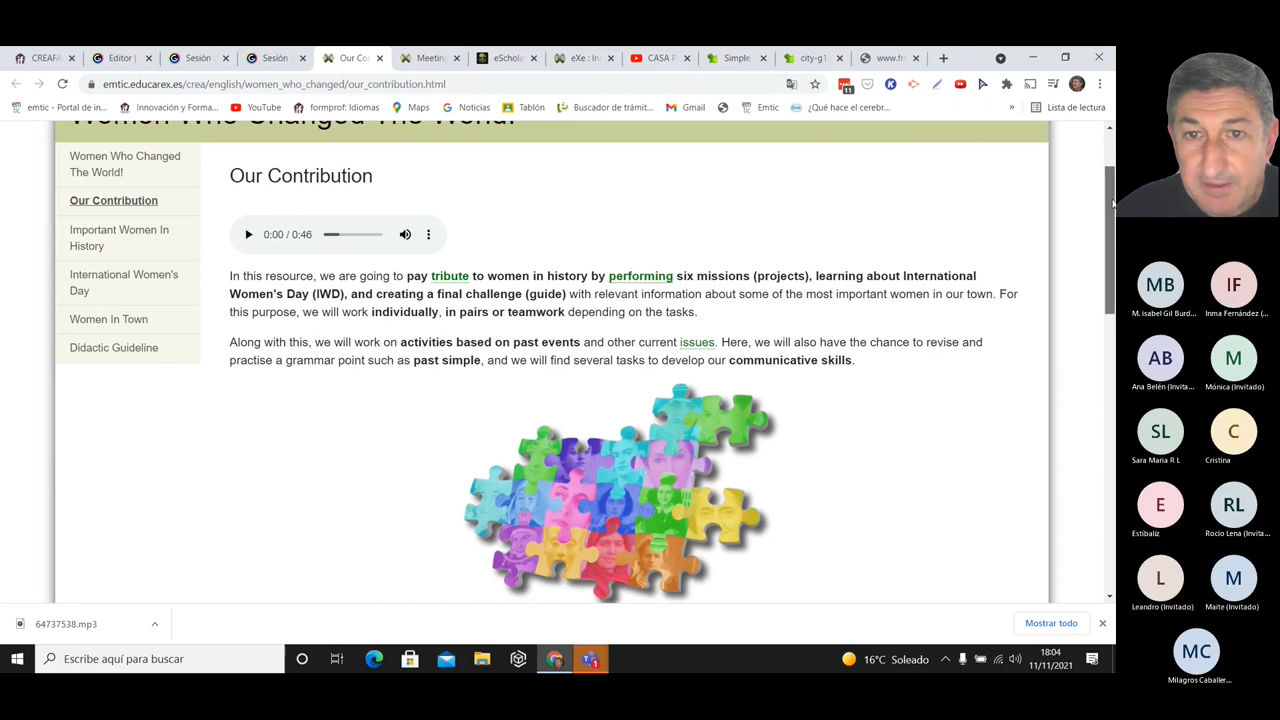 CREAFA
Editor |
Sesión
Sesión
Our Co
Meeting
eSchola
eXe : In
CASA P
Simple
city-g1
www.fr
emtic.educarex.es/crea/english/women_who_changed/our_contribution.html
11
emtic - Portal de in...
Innovación y Forma...
YouTube
formprof: Idiomas
Maps
Noticias
Tablón
Buscador de trámit...
Gmail
Emtic
¿Qué hace el cerebr...
»
Lista de lectura
Women Who Changed The World!
Women Who Changed
The World!
Our Contribution
Important Women In
History
International Women's
Day
Women In Town
Didactic Guideline
Our Contribution
0:00 / 0:46
In this resource, we are going to pay tribute to women in history by performing six missions (projects), learning about International
Women's Day (IWD), and creating a final challenge (guide) with relevant information about some of the most important women in our town. For
this purpose, we will work individually, in pairs or teamwork depending on the tasks.
Along with this, we will work on activities based on past events and other current issues. Here, we will also have the chance to revise and
practise a grammar point such as past simple, and we will find several tasks to develop our communicative skills.
64737538.mp3
Mostrar todo
Escribe aquí para buscar
16°C Soleado
18:04
11/11/2021
MB
M. isabel Gil Burd...
IF
Inma Fernández (...
AB
Ana Belén (Invita...
M
Mónica (Invitado)
SL
Sara Maria R L
C
Cristina
E
Estíbaliz
RL
Rocio Lena (Invita...
L
Leandro (Invitado)
M
Maite (Invitado)
MC
Milagros Caballer...